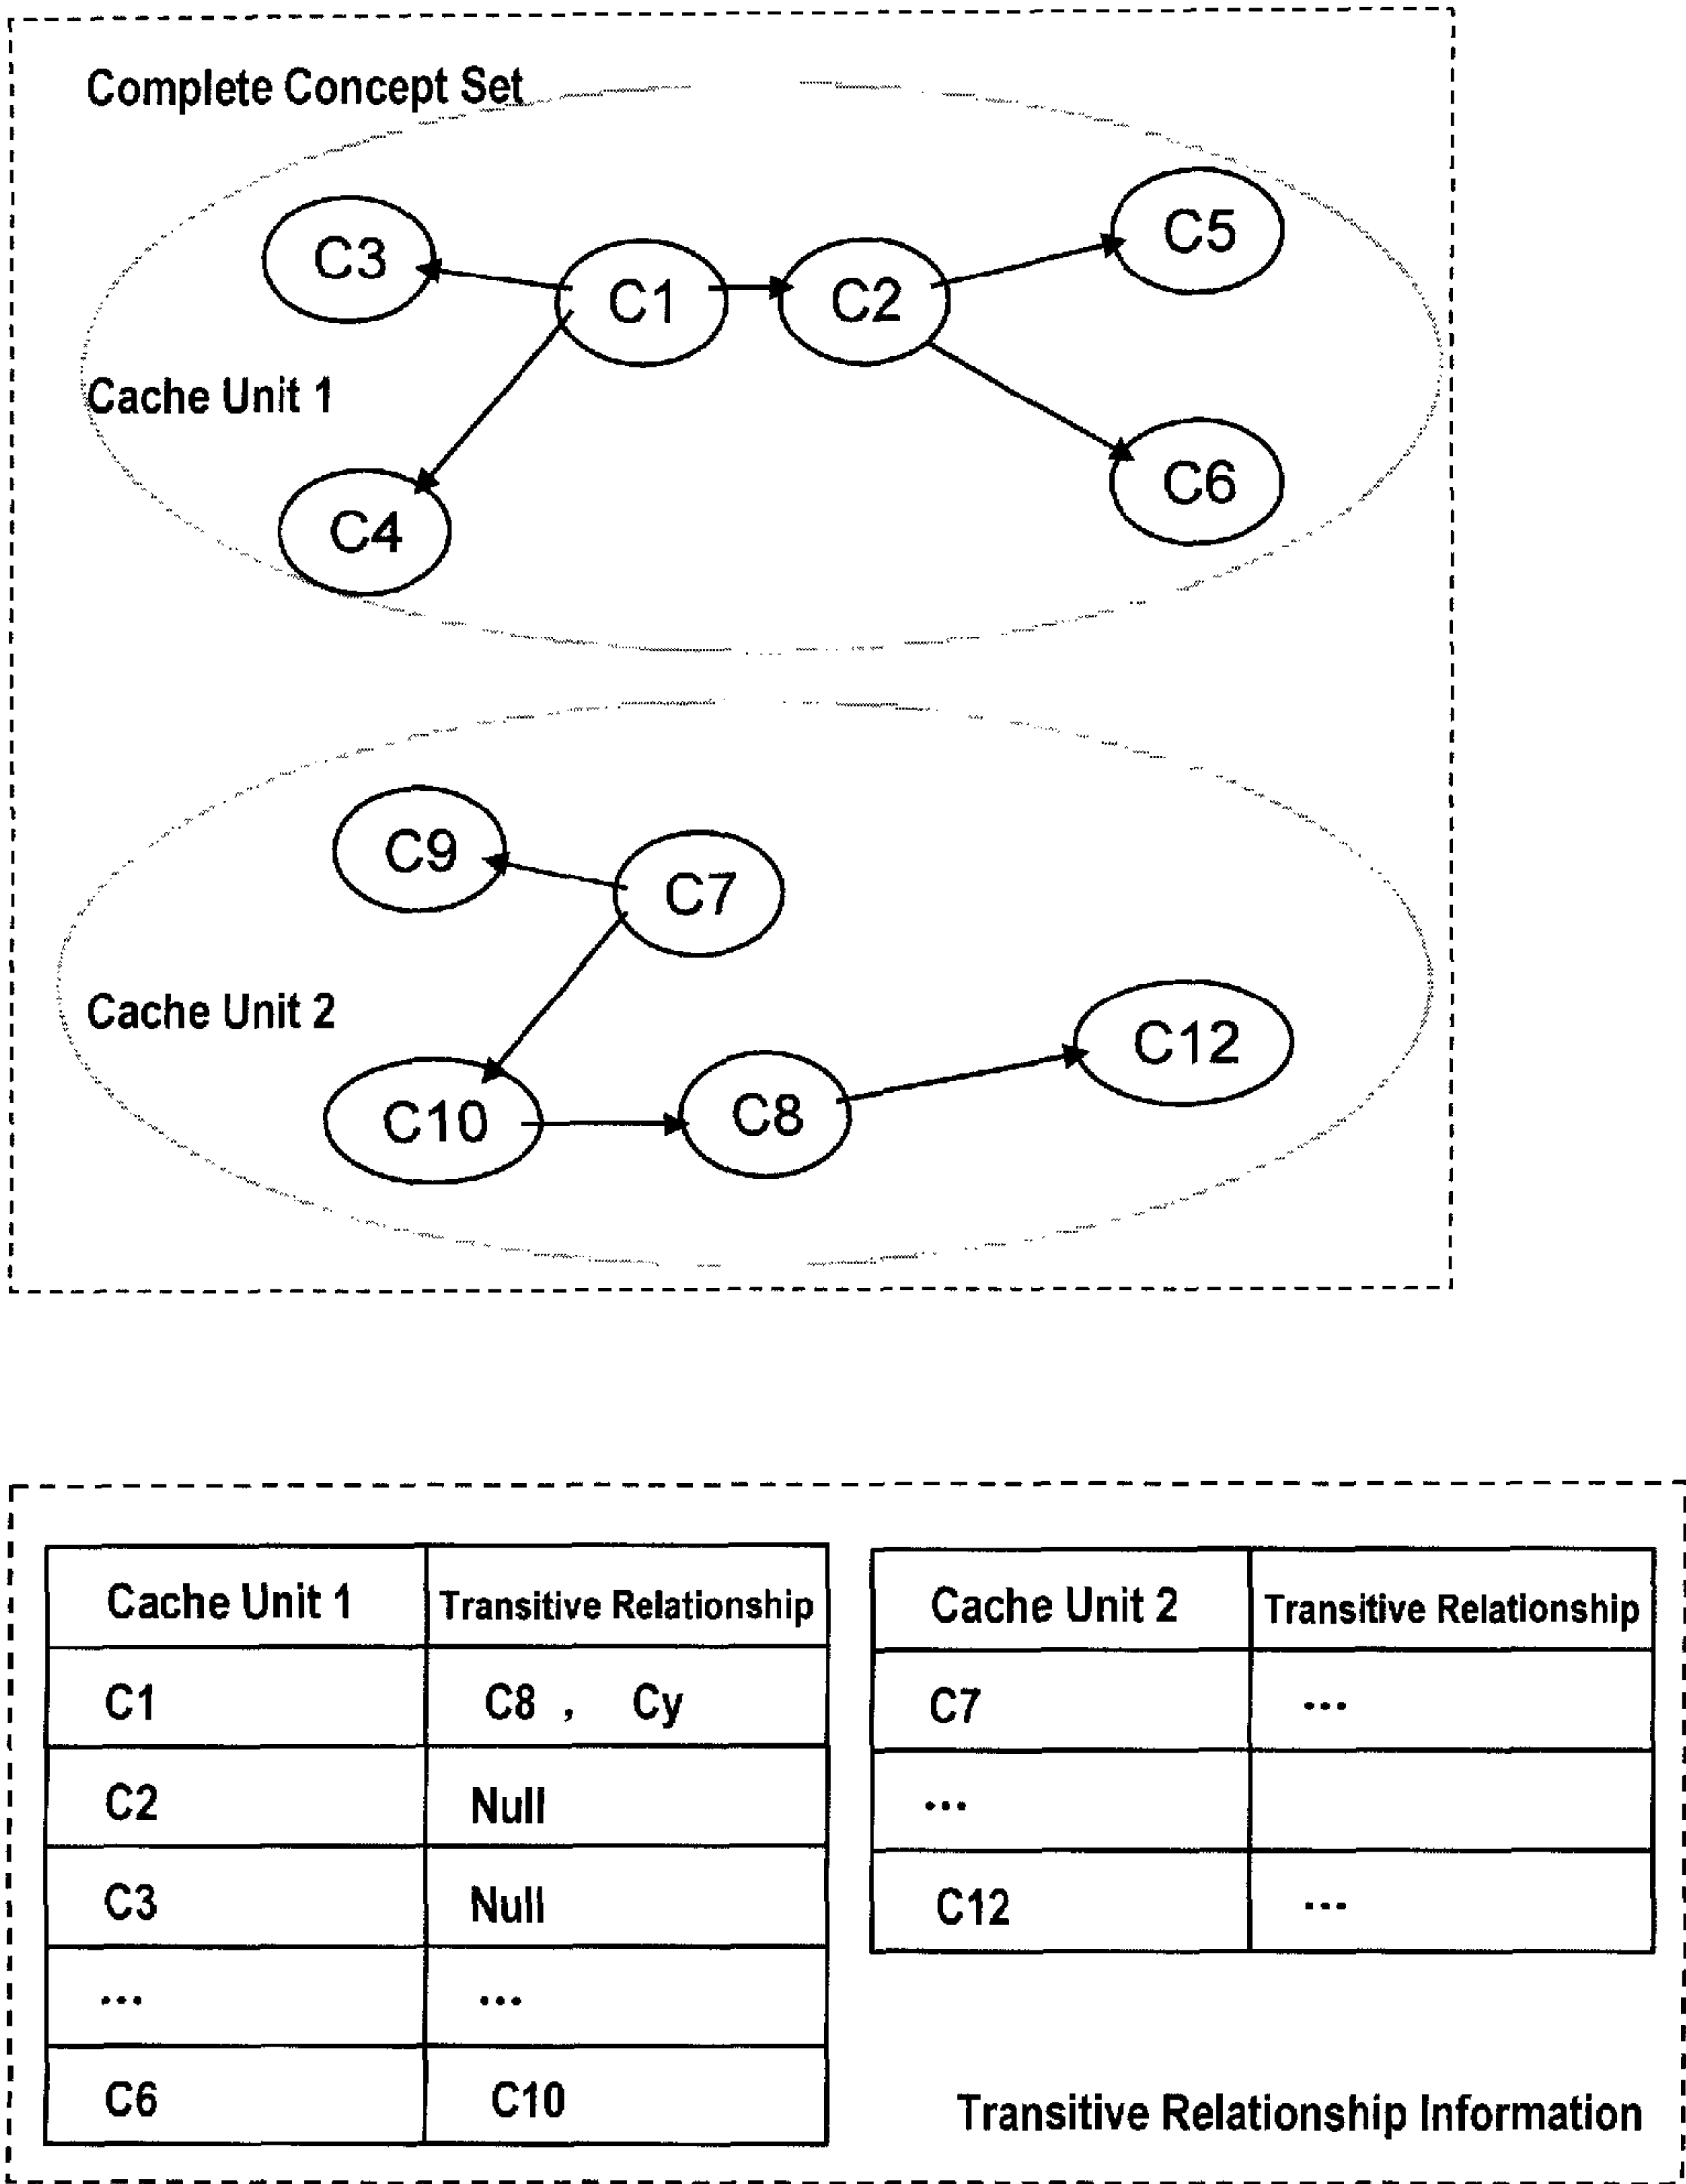 Complete Concept Set
C5
C3
C1
C2
Cache Unit 1
C6
C4
C9
C7
Cache Unit 2
C12
C10
C8
Cache Unit 1 Transitive Relationship
C1 C8 , Cy
C2 Null
C3 Null
... ...
C6 C10
Cache Unit 2 Transitive Relationship
C7 ...
...
C12 ...
Transitive Relationship Information